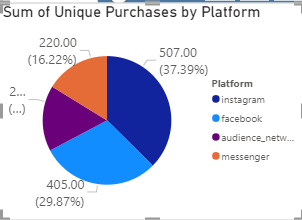 Sum of Unique Purchases by Platform
220.00
(16.22%)
507.00
(37.39%)
2...
(...)
405.00
(29.87%)
Platform
instagram
facebook
audience_netw...
messenger